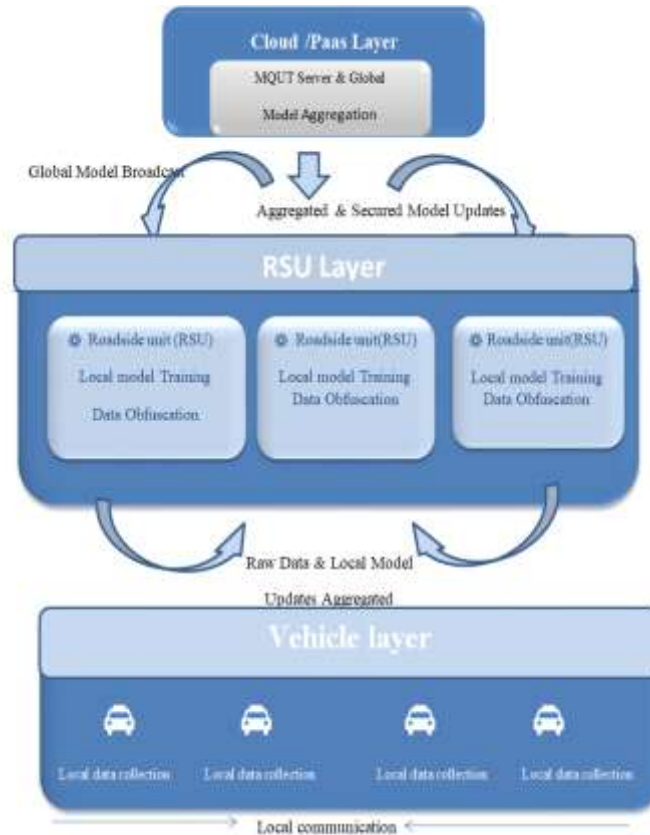 Cloud /Paas Layer
MQUT Server & Global
Model Aggregation
Global Model Broadcast
Aggregated & Secured Model Updates
RSU Layer
Roadside unit (RSU)
Local model Training
Data Obfuscation
Roadside unit(RSU)
Local model Training
Data Obfuscation
Roadside unit(RSU)
Local model Training
Data Obfuscation
Raw Data & Local Model
Updates Aggregated
Vehicle layer
Local data collection
Local data collection
Local data collection
Local data collection
Local communication